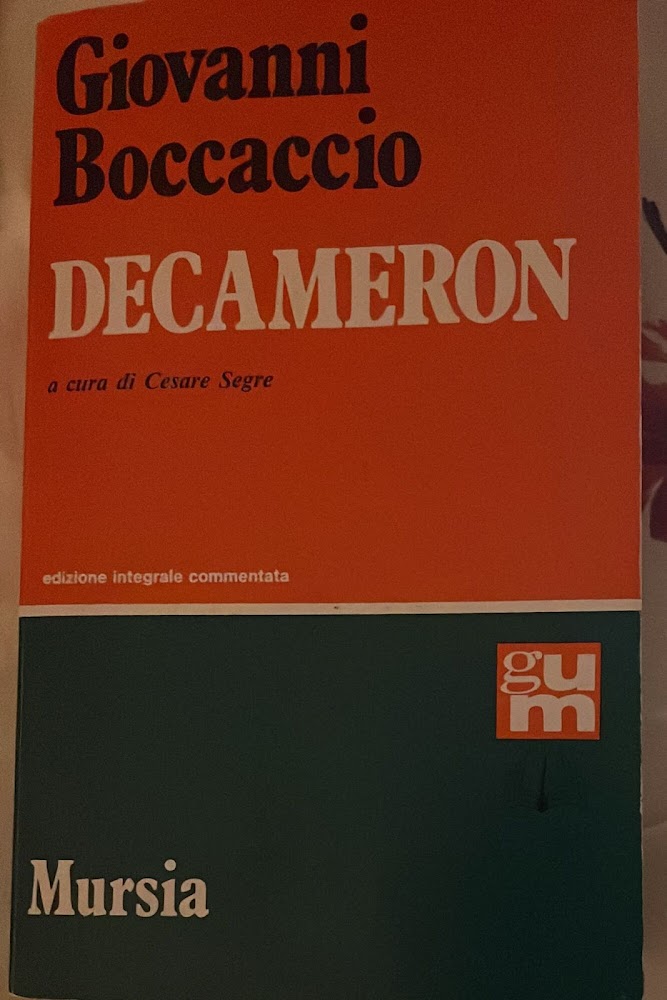 Giovanni
Boccaccio
DECAMERON
a cura di Cesare Segre
edizione integrale commentata
gu
m
Mursia